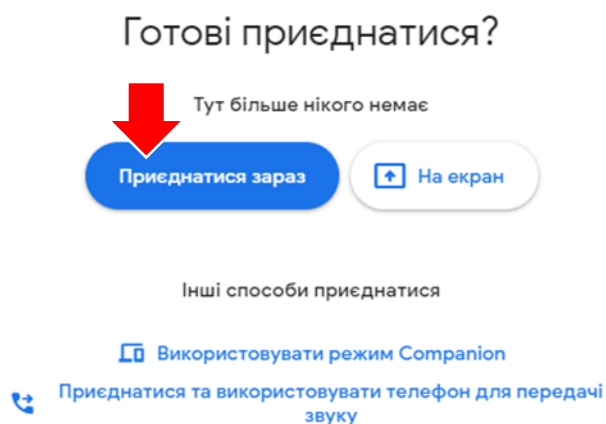 Готові приєднатися?
Тут більше нікого немає
Приєднатися зараз
На екран
Інші способи приєднатися
Використовувати режим Companion
Приєднатися та використовувати телефон для передачі
звуку